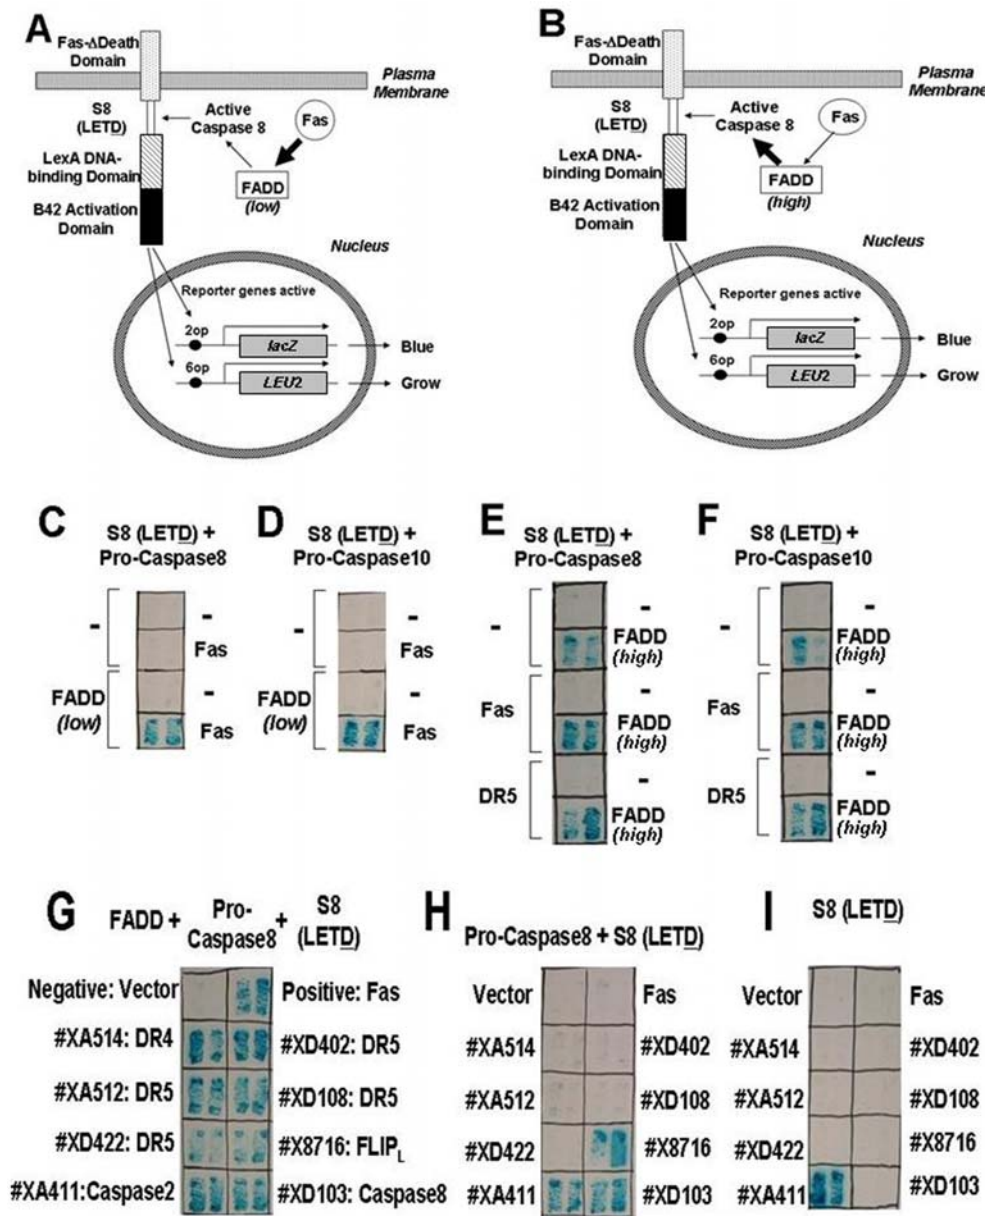 A
Fas-ΔDeath
Domain
Plasma
Membrane
S8
(LETD)
Active
Caspase 8
Fas
LexA DNA-
binding Domain
FADD
(low)
B42 Activation
Domain
Nucleus
Reporter genes active
2op
lacZ
Blue
6op
LEU2
Grow
B
Fas-ΔDeath
Domain
Plasma
Membrane
S8
(LETD)
Active
Caspase 8
Fas
LexA DNA-
binding Domain
FADD
(high)
B42 Activation
Domain
Nucleus
Reporter genes active
2op
lacZ
Blue
6op
LEU2
Grow
C
S8 (LETD) +
Pro-Caspase8
-
-
Fas
FADD
(low)
-
Fas
D
S8 (LETD) +
Pro-Caspase10
-
-
Fas
FADD
(low)
-
Fas
E
S8 (LETD) +
Pro-Caspase8
-
-
FADD
(high)
Fas
-
FADD
(high)
DR5
-
FADD
(high)
F
S8 (LETD) +
Pro-Caspase10
-
-
FADD
(high)
Fas
-
FADD
(high)
DR5
-
FADD
(high)
G
FADD + Pro-Caspase8 + S8 (LETD)
Negative: Vector
Positive: Fas
#XA514: DR4
#XD402: DR5
#XA512: DR5
#XD108: DR5
#XD422: DR5
#X8716: FLIPL
#XA411:Caspase2
#XD103: Caspase8
H
Pro-Caspase8 + S8 (LETD)
Vector
Fas
#XA514
#XD402
#XA512
#XD108
#XD422
#X8716
#XA411
#XD103
I
S8 (LETD)
Vector
Fas
#XA514
#XD402
#XA512
#XD108
#XD422
#X8716
#XA411
#XD103